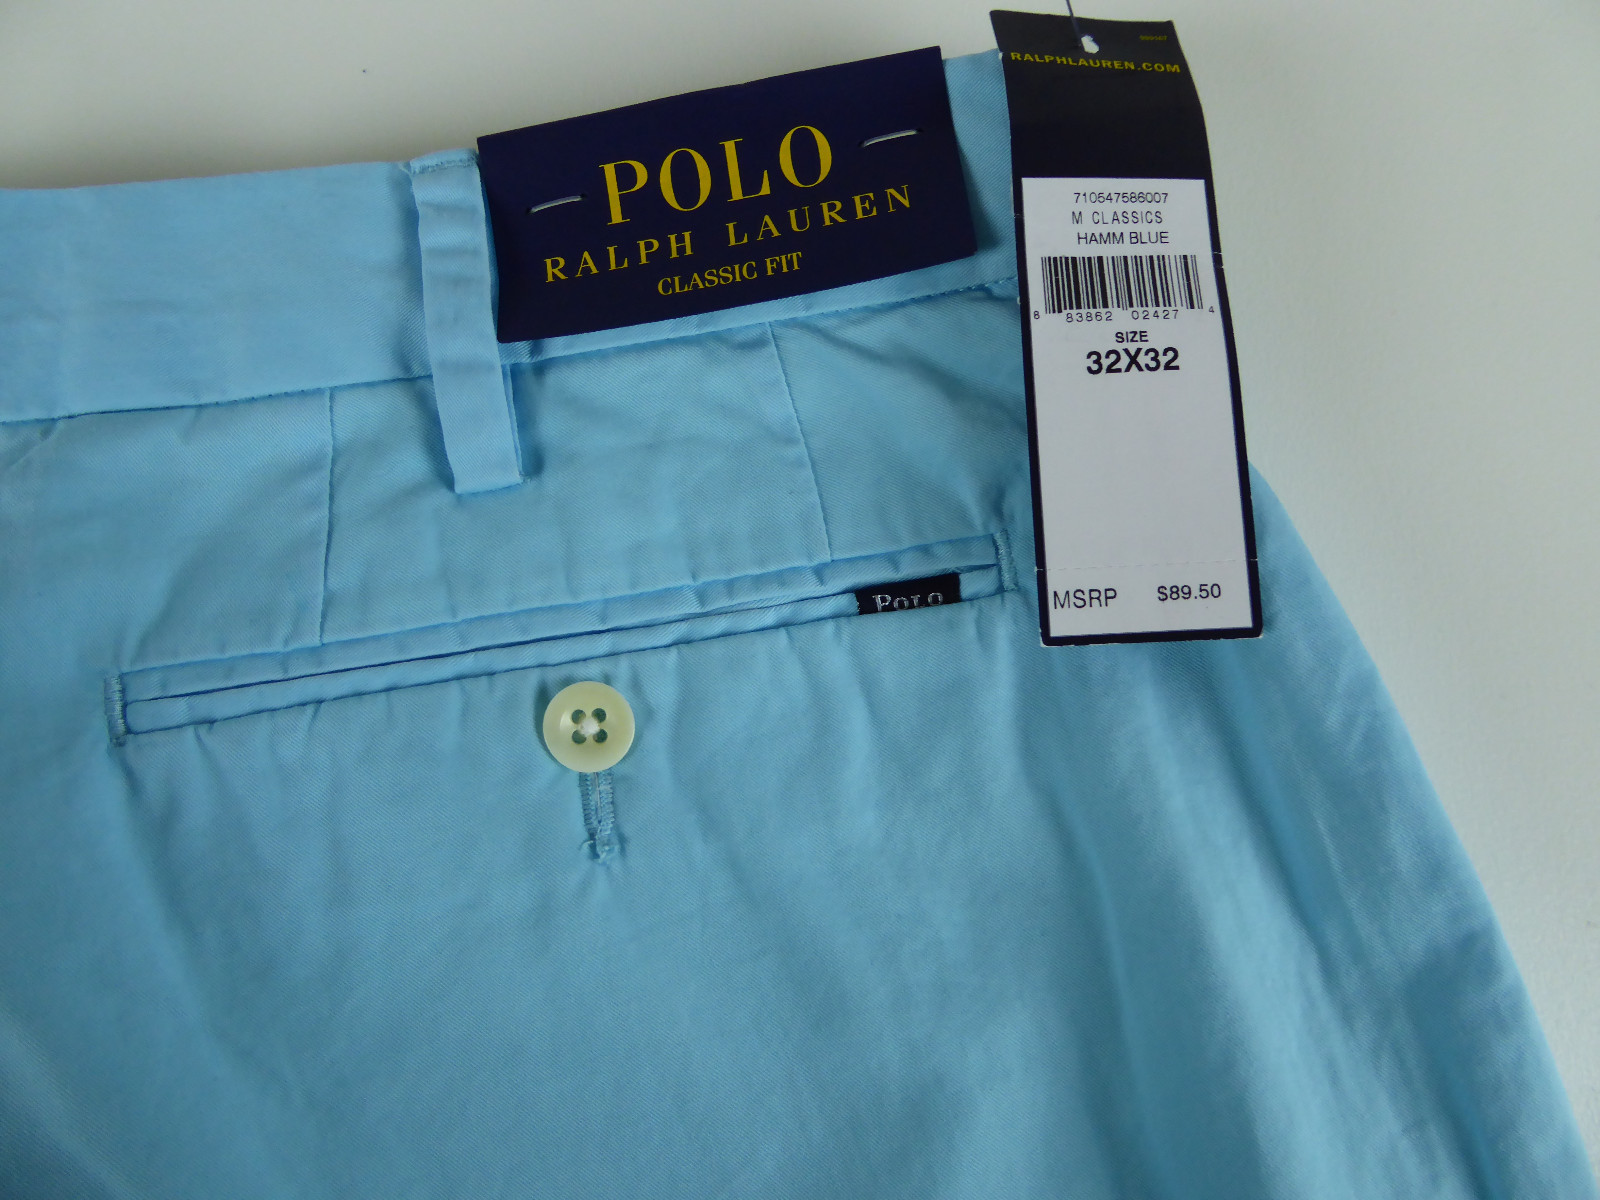 POLO
RALPH LAUREN
CLASSIC FIT
RALPHLAUREN.COM
710547586007
M CLASSICS
HAMM BLUE
8 83862 02427 4
SIZE
32X32
MSRP $89.50
POLO